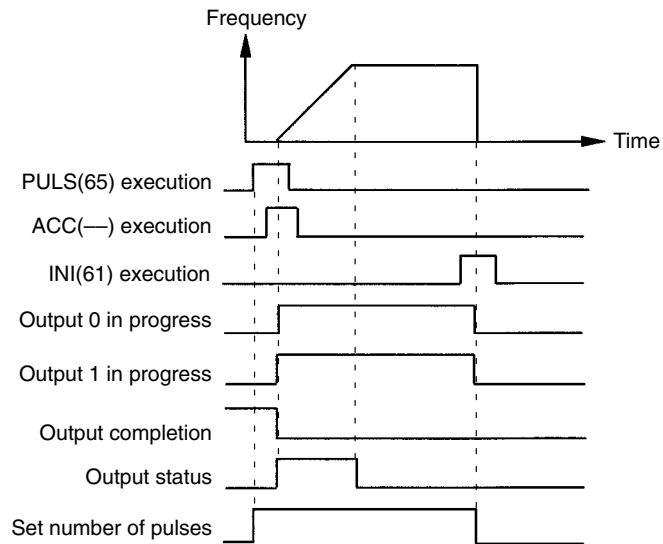 Frequency
Time
PULS(65) execution
ACC(––) execution
INI(61) execution
Output 0 in progress
Output 1 in progress
Output completion
Output status
Set number of pulses